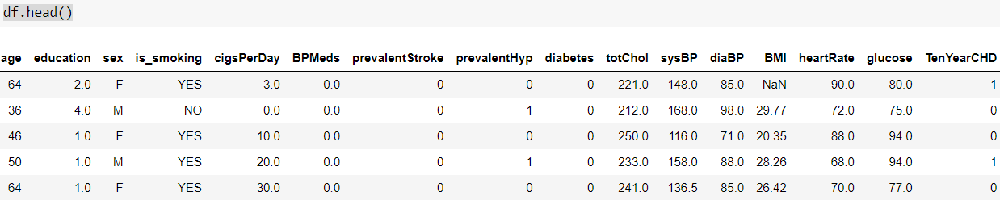 df.head()
age education sex is_smoking cigsPerDay BPMeds prevalentStroke prevalentHyp diabetes totChol sysBP diaBP BMI heartRate glucose TenYearCHD
64 2.0 F YES 3.0 0.0 0 0 0 221.0 148.0 85.0 NaN 90.0 80.0 1
36 4.0 M NO 0.0 0.0 0 1 0 212.0 168.0 98.0 29.77 72.0 75.0 0
46 1.0 F YES 10.0 0.0 0 0 0 250.0 116.0 71.0 20.35 88.0 94.0 0
50 1.0 M YES 20.0 0.0 0 1 0 233.0 158.0 88.0 28.26 68.0 94.0 1
64 1.0 F YES 30.0 0.0 0 0 0 241.0 136.5 85.0 26.42 70.0 77.0 0